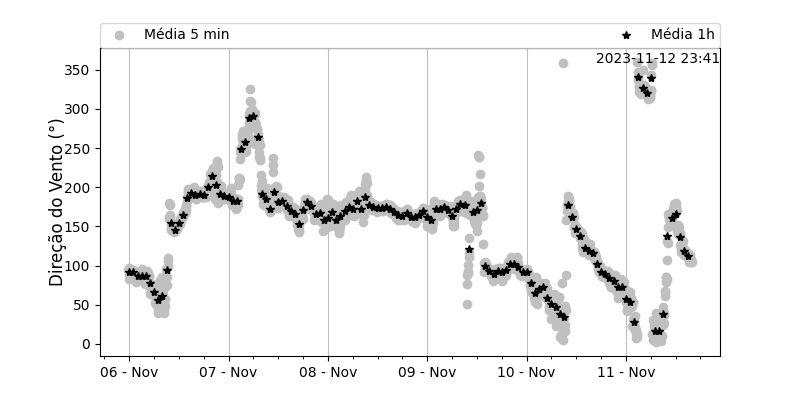 Média 5 min
Média 1h
2023-11-12 23:41
Direção do Vento (°)
350
300
250
200
150
100
50
0
06 - Nov
07 - Nov
08 - Nov
09 - Nov
10 - Nov
11 - Nov